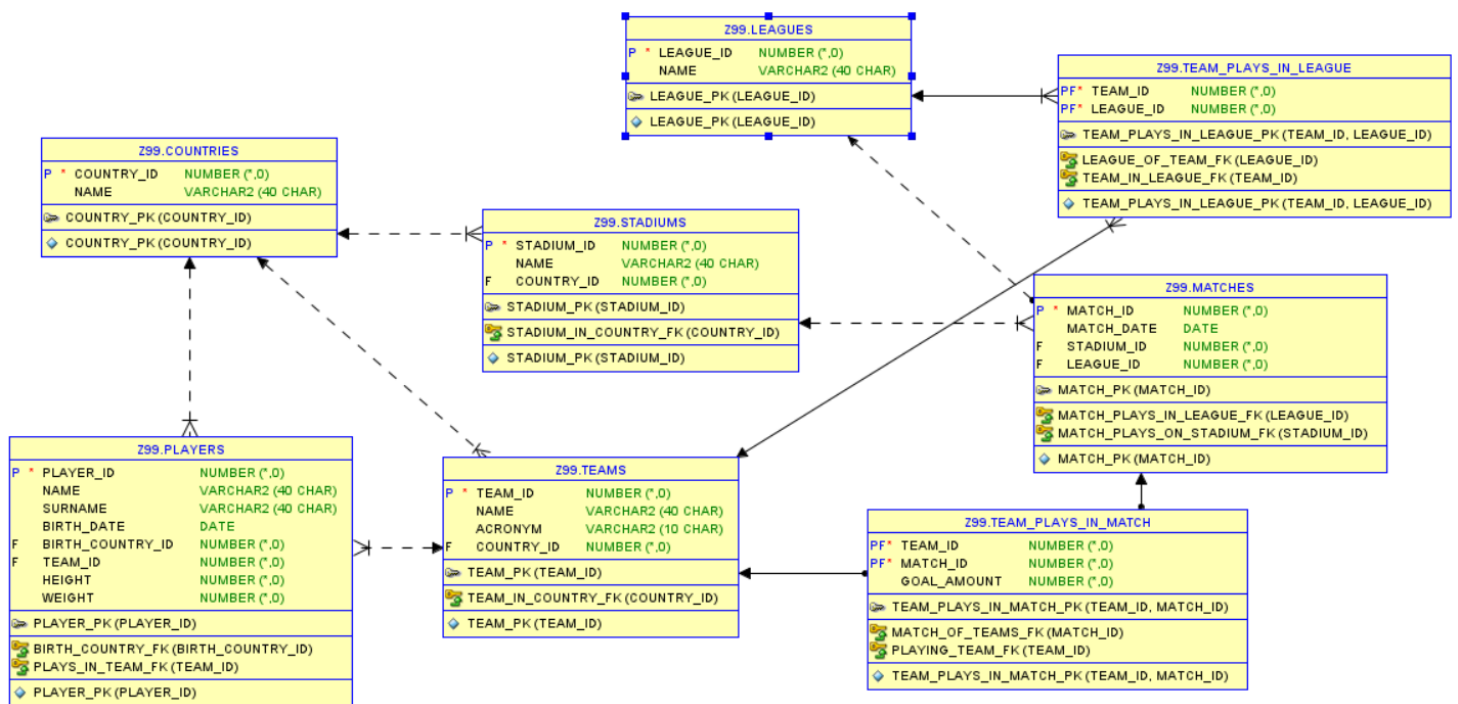 Z99.LEAGUES
P * LEAGUE_ID NUMBER (*,0)
NAME VARCHAR2 (40 CHAR)
LEAGUE_PK (LEAGUE_ID)
LEAGUE_PK (LEAGUE_ID)
Z99.TEAM_PLAYS_IN_LEAGUE
PF* TEAM_ID NUMBER (*,0)
PF* LEAGUE_ID NUMBER (*,0)
TEAM_PLAYS_IN_LEAGUE_PK (TEAM_ID, LEAGUE_ID)
LEAGUE_OF_TEAM_FK (LEAGUE_ID)
TEAM_IN_LEAGUE_FK (TEAM_ID)
TEAM_PLAYS_IN_LEAGUE_PK (TEAM_ID, LEAGUE_ID)
Z99.COUNTRIES
P * COUNTRY_ID NUMBER (*,0)
NAME VARCHAR2 (40 CHAR)
COUNTRY_PK (COUNTRY_ID)
COUNTRY_PK (COUNTRY_ID)
Z99.STADIUMS
P * STADIUM_ID NUMBER (*,0)
NAME VARCHAR2 (40 CHAR)
F COUNTRY_ID NUMBER (*,0)
STADIUM_PK (STADIUM_ID)
STADIUM_IN_COUNTRY_FK (COUNTRY_ID)
STADIUM_PK (STADIUM_ID)
Z99.MATCHES
P * MATCH_ID NUMBER (*,0)
MATCH_DATE DATE
F STADIUM_ID NUMBER (*,0)
F LEAGUE_ID NUMBER (*,0)
MATCH_PK (MATCH_ID)
MATCH_PLAYS_IN_LEAGUE_FK (LEAGUE_ID)
MATCH_PLAYS_ON_STADIUM_FK (STADIUM_ID)
MATCH_PK (MATCH_ID)
Z99.PLAYERS
P * PLAYER_ID NUMBER (*,0)
NAME VARCHAR2 (40 CHAR)
SURNAME VARCHAR2 (40 CHAR)
BIRTH_DATE DATE
F BIRTH_COUNTRY_ID NUMBER (*,0)
F TEAM_ID NUMBER (*,0)
HEIGHT NUMBER (*,0)
WEIGHT NUMBER (*,0)
PLAYER_PK (PLAYER_ID)
BIRTH_COUNTRY_FK (BIRTH_COUNTRY_ID)
PLAYS_IN_TEAM_FK (TEAM_ID)
PLAYER_PK (PLAYER_ID)
Z99.TEAMS
P * TEAM_ID NUMBER (*,0)
NAME VARCHAR2 (40 CHAR)
ACRONYM VARCHAR2 (10 CHAR)
F COUNTRY_ID NUMBER (*,0)
TEAM_PK (TEAM_ID)
TEAM_IN_COUNTRY_FK (COUNTRY_ID)
TEAM_PK (TEAM_ID)
Z99.TEAM_PLAYS_IN_MATCH
PF* TEAM_ID NUMBER (*,0)
PF* MATCH_ID NUMBER (*,0)
GOAL_AMOUNT NUMBER (*,0)
TEAM_PLAYS_IN_MATCH_PK (TEAM_ID, MATCH_ID)
MATCH_OF_TEAMS_FK (MATCH_ID)
PLAYING_TEAM_FK (TEAM_ID)
TEAM_PLAYS_IN_MATCH_PK (TEAM_ID, MATCH_ID)